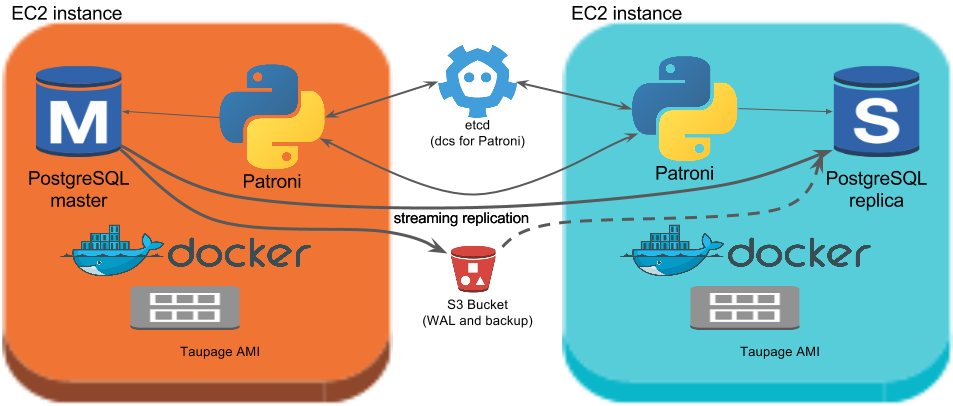 EC2 instance
EC2 instance
M
S
etcd
(dcs for Patroni)
PostgreSQL
master
Patroni
Patroni
PostgreSQL
replica
streaming replication
docker
docker
S3 Bucket
(WAL and backup)
Taupage AMI
Taupage AMI